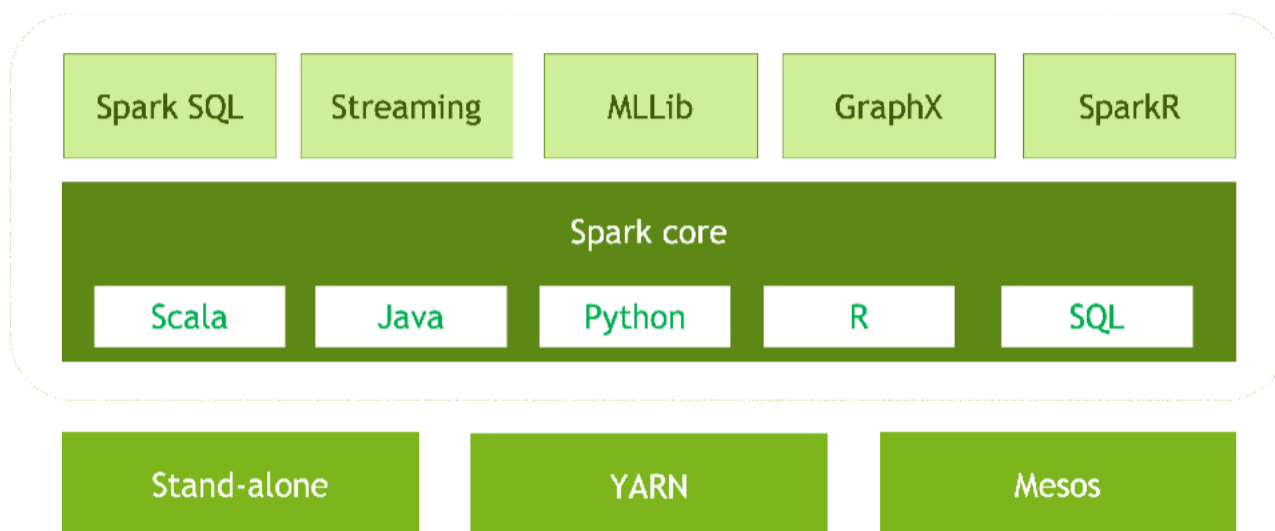 Spark SQL
Streaming
MLLib
GraphX
SparkR
Spark core
Scala
Java
Python
R
SQL
Stand-alone
YARN
Mesos